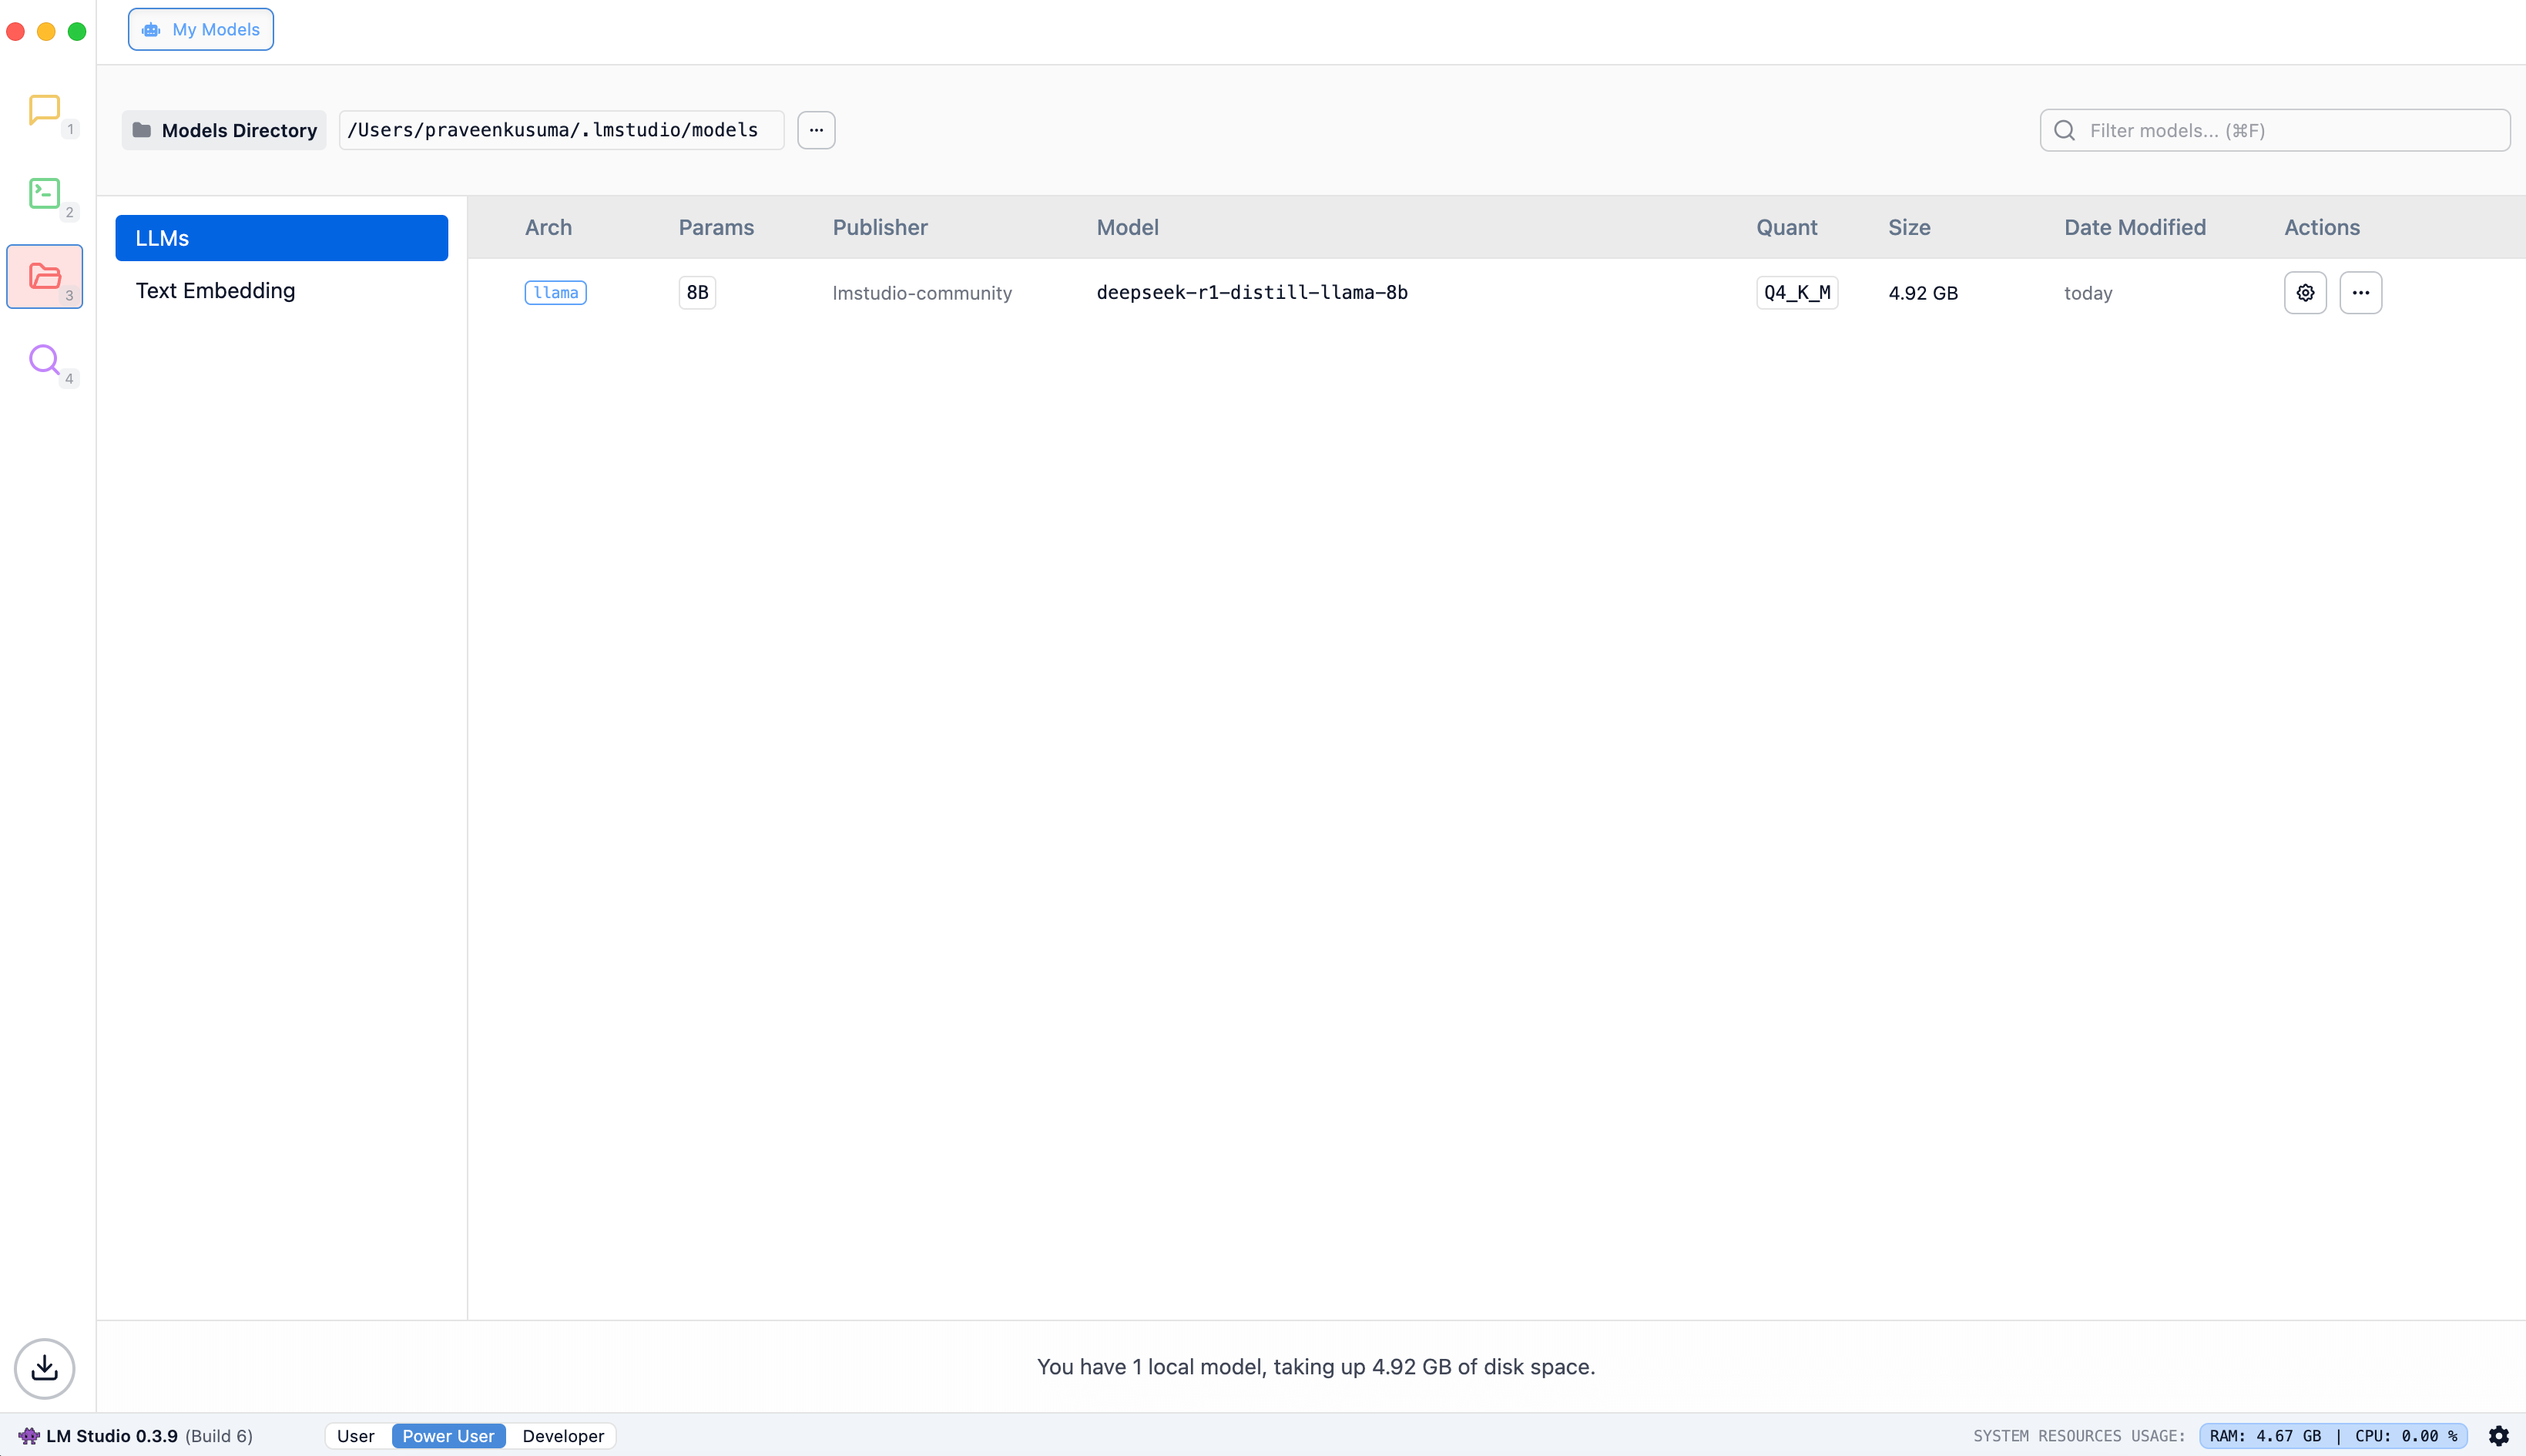 My Models
Models Directory /Users/praveenkusuma/.lmstudio/models ... Filter models... (⌘F)
1
2
3
4
LLMs
Text Embedding
Arch Params Publisher Model Quant Size Date Modified Actions
llama 8B lmstudio-community deepseek-r1-distill-llama-8b Q4_K_M 4.92 GB today ...
You have 1 local model, taking up 4.92 GB of disk space.
LM Studio 0.3.9 (Build 6) User Power User Developer SYSTEM RESOURCES USAGE: RAM: 4.67 GB | CPU: 0.00 %